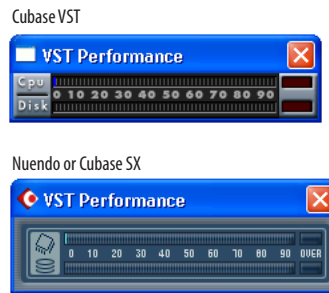 Cubase VST
VST Performance
Cpu
0 10 20 30 40 50 60 70 80 90
Disk
Nuendo or Cubase SX
VST Performance
0 10 20 30 40 50 60 70 80 90 OVER